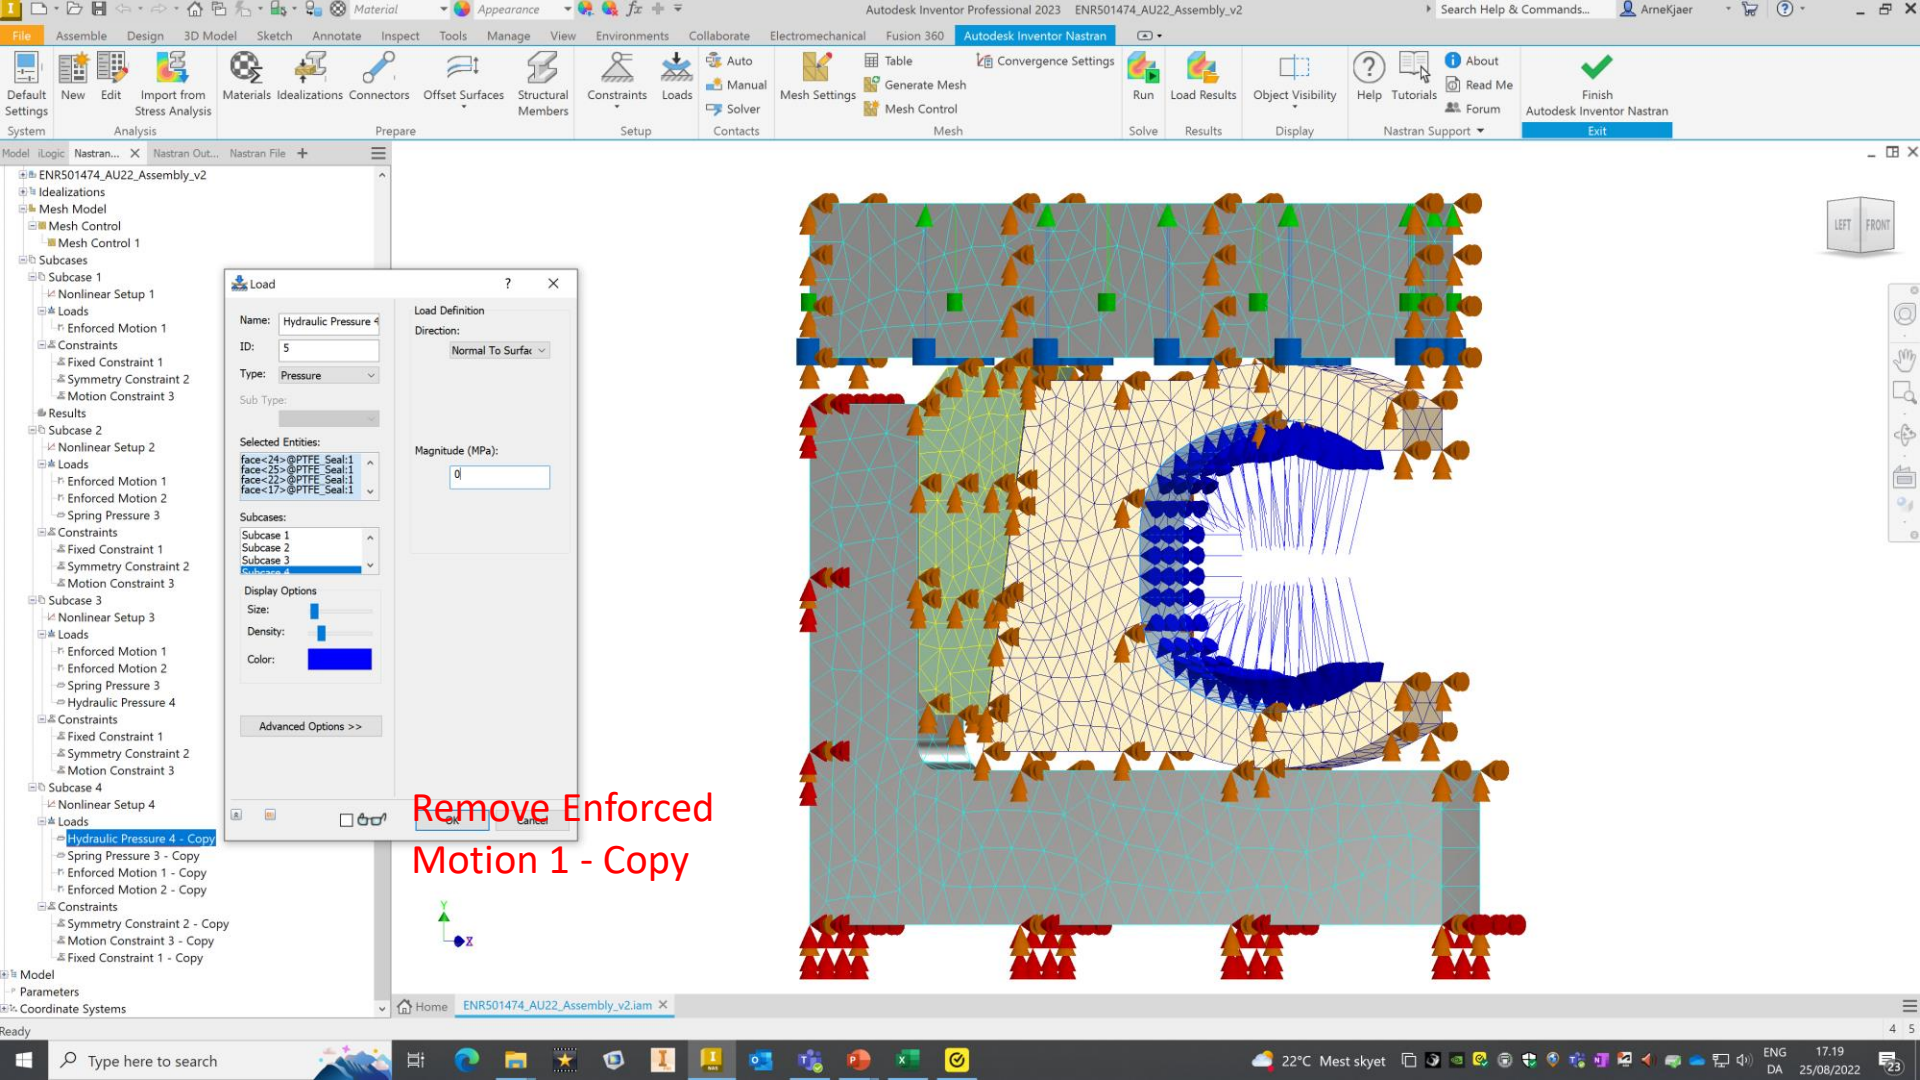 Material
Appearance
Autodesk Inventor Professional 2023 ENR501474_AU22_Assembly_v2
Search Help & Commands...
ArneKjaer
File Assemble Design 3D Model Sketch Annotate Inspect Tools Manage View Environments Collaborate Electromechanical Fusion 360 Autodesk Inventor Nastran
Default Settings
New
Edit
Import from Stress Analysis
Materials
Idealizations
Connectors
Offset Surfaces
Structural Members
Constraints
Loads
Auto
Manual
Solver
Mesh Settings
Table
Generate Mesh
Mesh Control
Convergence Settings
Run
Load Results
Object Visibility
Help
Tutorials
About
Read Me
Forum
Finish
Autodesk Inventor Nastran
System Analysis Prepare Setup Contacts Mesh Solve Results Display Nastran Support Exit
Model iLogic Nastran... X Nastran Out... Nastran File +
ENR501474_AU22_Assembly_v2
Idealizations
Mesh Model
Mesh Control
Mesh Control 1
Subcases
Subcase 1
Nonlinear Setup 1
Loads
Enforced Motion 1
Constraints
Fixed Constraint 1
Symmetry Constraint 2
Motion Constraint 3
Results
Subcase 2
Nonlinear Setup 2
Loads
Enforced Motion 1
Enforced Motion 2
Spring Pressure 3
Constraints
Fixed Constraint 1
Symmetry Constraint 2
Motion Constraint 3
Subcase 3
Nonlinear Setup 3
Loads
Enforced Motion 1
Enforced Motion 2
Spring Pressure 3
Hydraulic Pressure 4
Constraints
Fixed Constraint 1
Symmetry Constraint 2
Motion Constraint 3
Subcase 4
Nonlinear Setup 4
Loads
Hydraulic Pressure 4 - Copy
Spring Pressure 3 - Copy
Enforced Motion 1 - Copy
Enforced Motion 2 - Copy
Constraints
Symmetry Constraint 2 - Copy
Motion Constraint 3 - Copy
Fixed Constraint 1 - Copy
Model
Parameters
Coordinate Systems
Ready
Load
?
Name: Hydraulic Pressure 4
ID: 5
Type: Pressure
Sub Type:
Selected Entities:
face<24>@PTFE_Seal:1
face<25>@PTFE_Seal:1
face<22>@PTFE_Seal:1
face<17>@PTFE_Seal:1
Subcases:
Subcase 1
Subcase 2
Subcase 3
Subcase 4
Display Options
Size:
Density:
Color:
Advanced Options >>
Load Definition
Direction:
Normal To Surfac
Magnitude (MPa):
0
OK
Cancel
Remove Enforced
Motion 1 - Copy
LEFT FRONT
Y
X
Home ENR501474_AU22_Assembly_v2.iam X
4 5
Type here to search
22°C Mest skyet
ENG
DA
17.19
25/08/2022
23